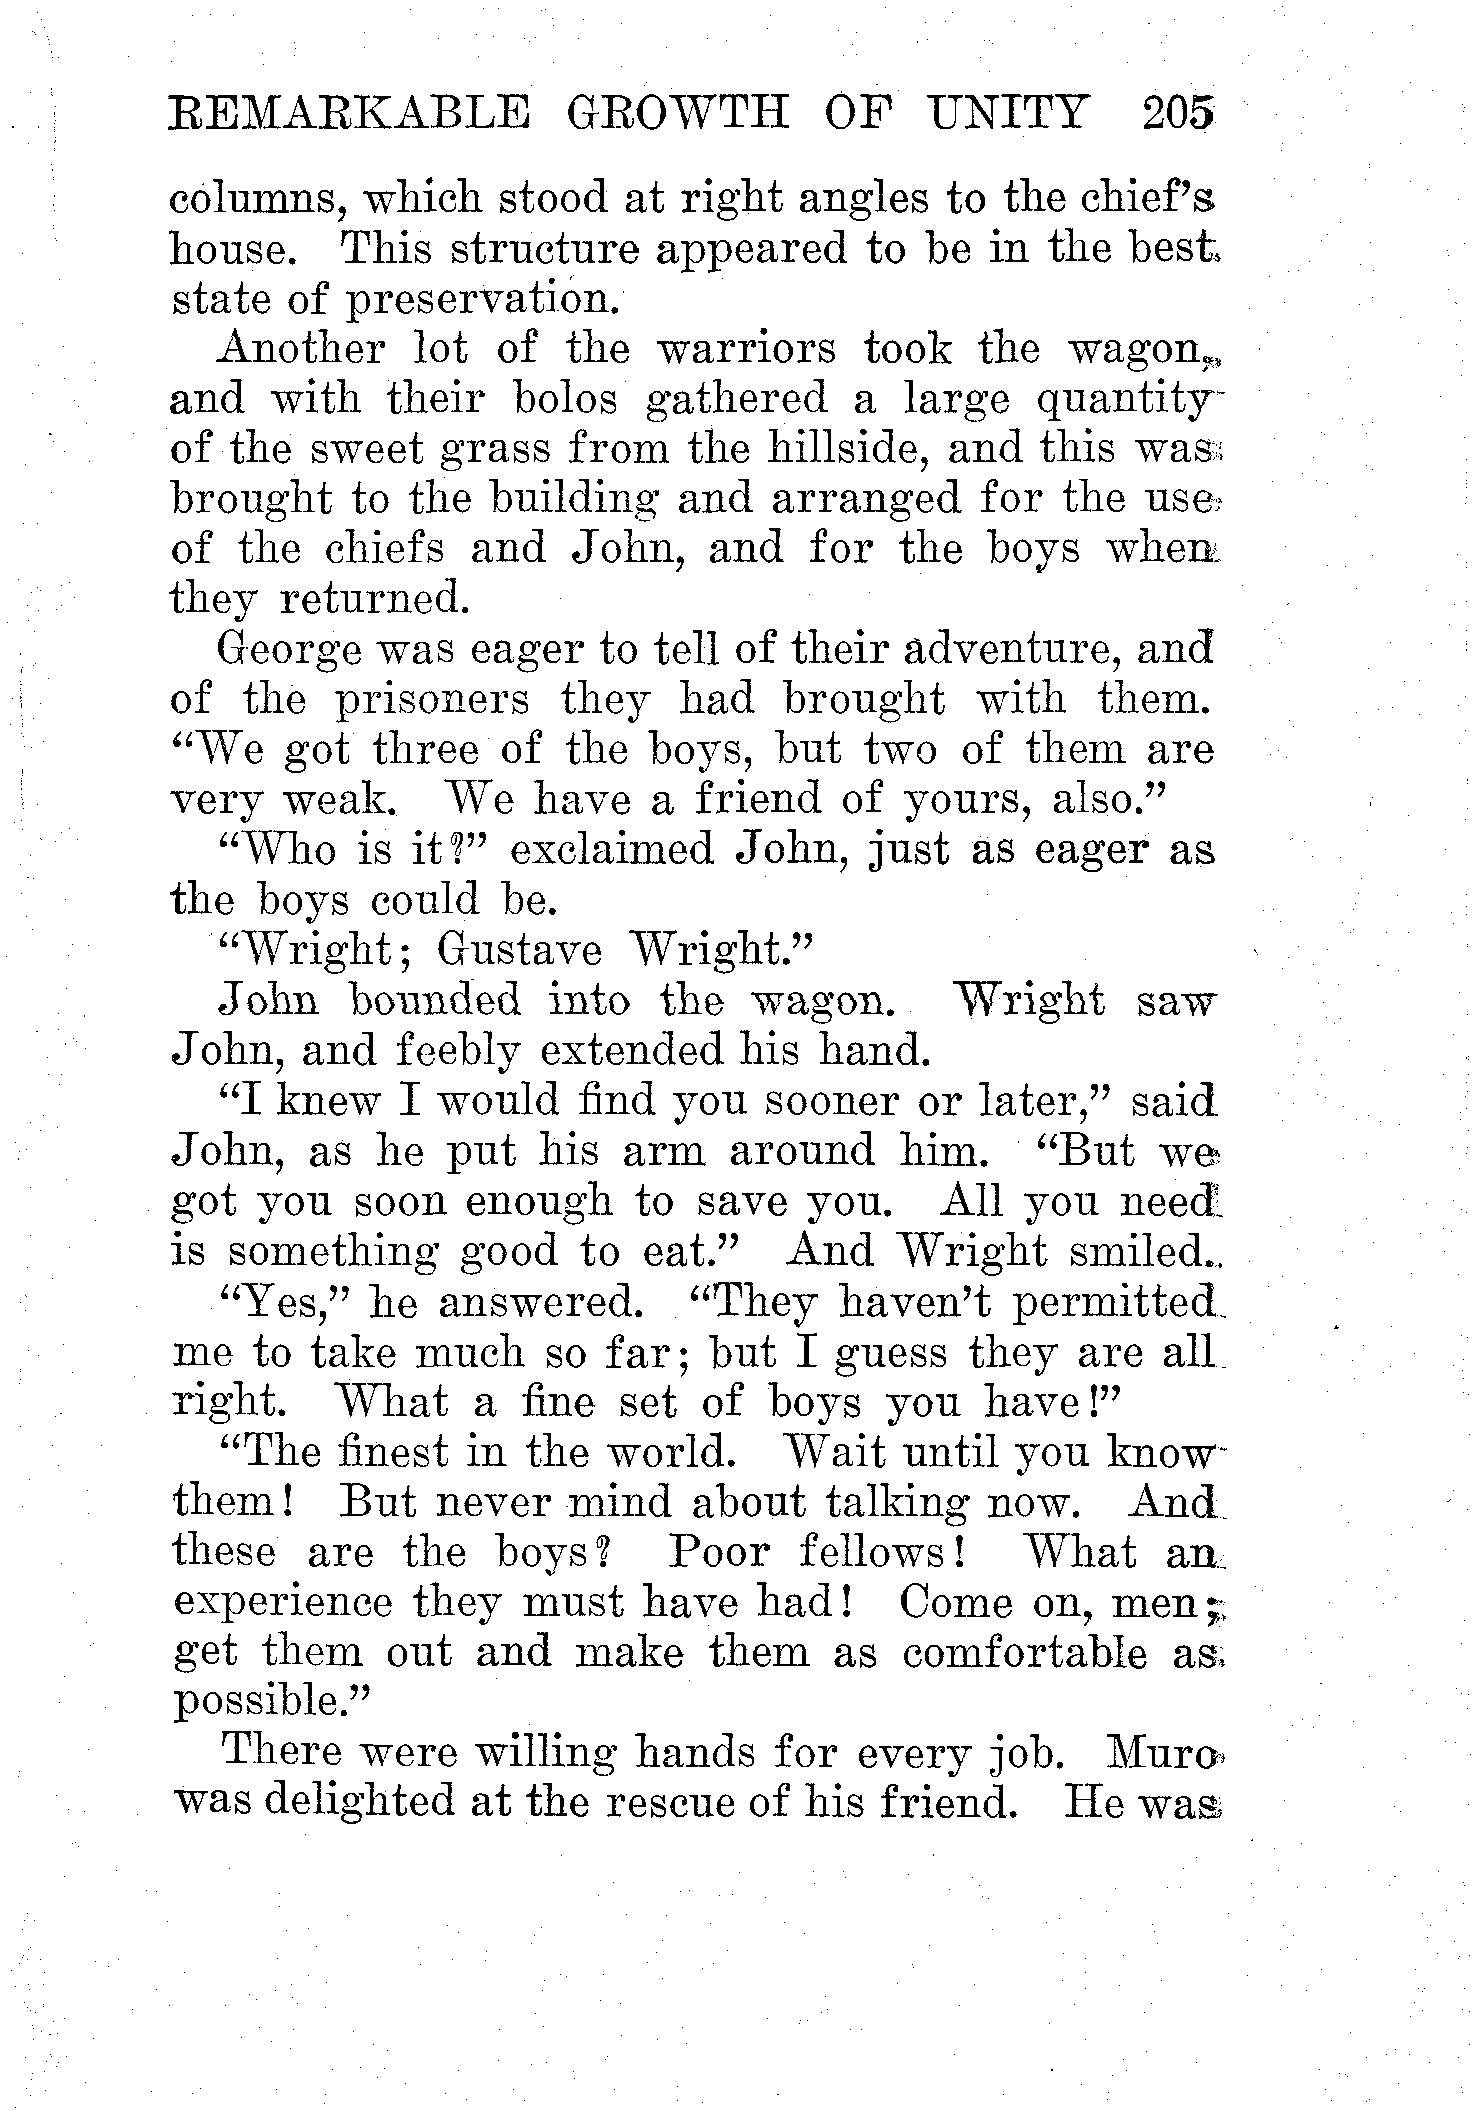 REMARKABLE GROWTH OF UNITY 205
columns, which stood at right angles to the chief's
house. This structure appeared to be in the best
state of preservation.
Another lot of the warriors took the wagon,
and with their bolos gathered a large quantity
of the sweet grass from the hillside, and this was
brought to the building and arranged for the use
of the chiefs and John, and for the boys when
they returned.
George was eager to tell of their adventure, and
of the prisoners they had brought with them.
“We got three of the boys, but two of them are
very weak. We have a friend of yours, also.”
“Who is it?” exclaimed John, just as eager as
the boys could be.
“Wright; Gustave Wright.”
John bounded into the wagon. Wright saw
John, and feebly extended his hand.
“I knew I would find you sooner or later,” said
John, as he put his arm around him. “But we
got you soon enough to save you. All you need
is something good to eat.” And Wright smiled.
“Yes,” he answered. “They haven't permitted
me to take much so far; but I guess they are all
right. What a fine set of boys you have!”
“The finest in the world. Wait until you know
them! But never mind about talking now. And
these are the boys? Poor fellows! What an
experience they must have had! Come on, men;
get them out and make them as comfortable as
possible.”
There were willing hands for every job. Muro
was delighted at the rescue of his friend. He was